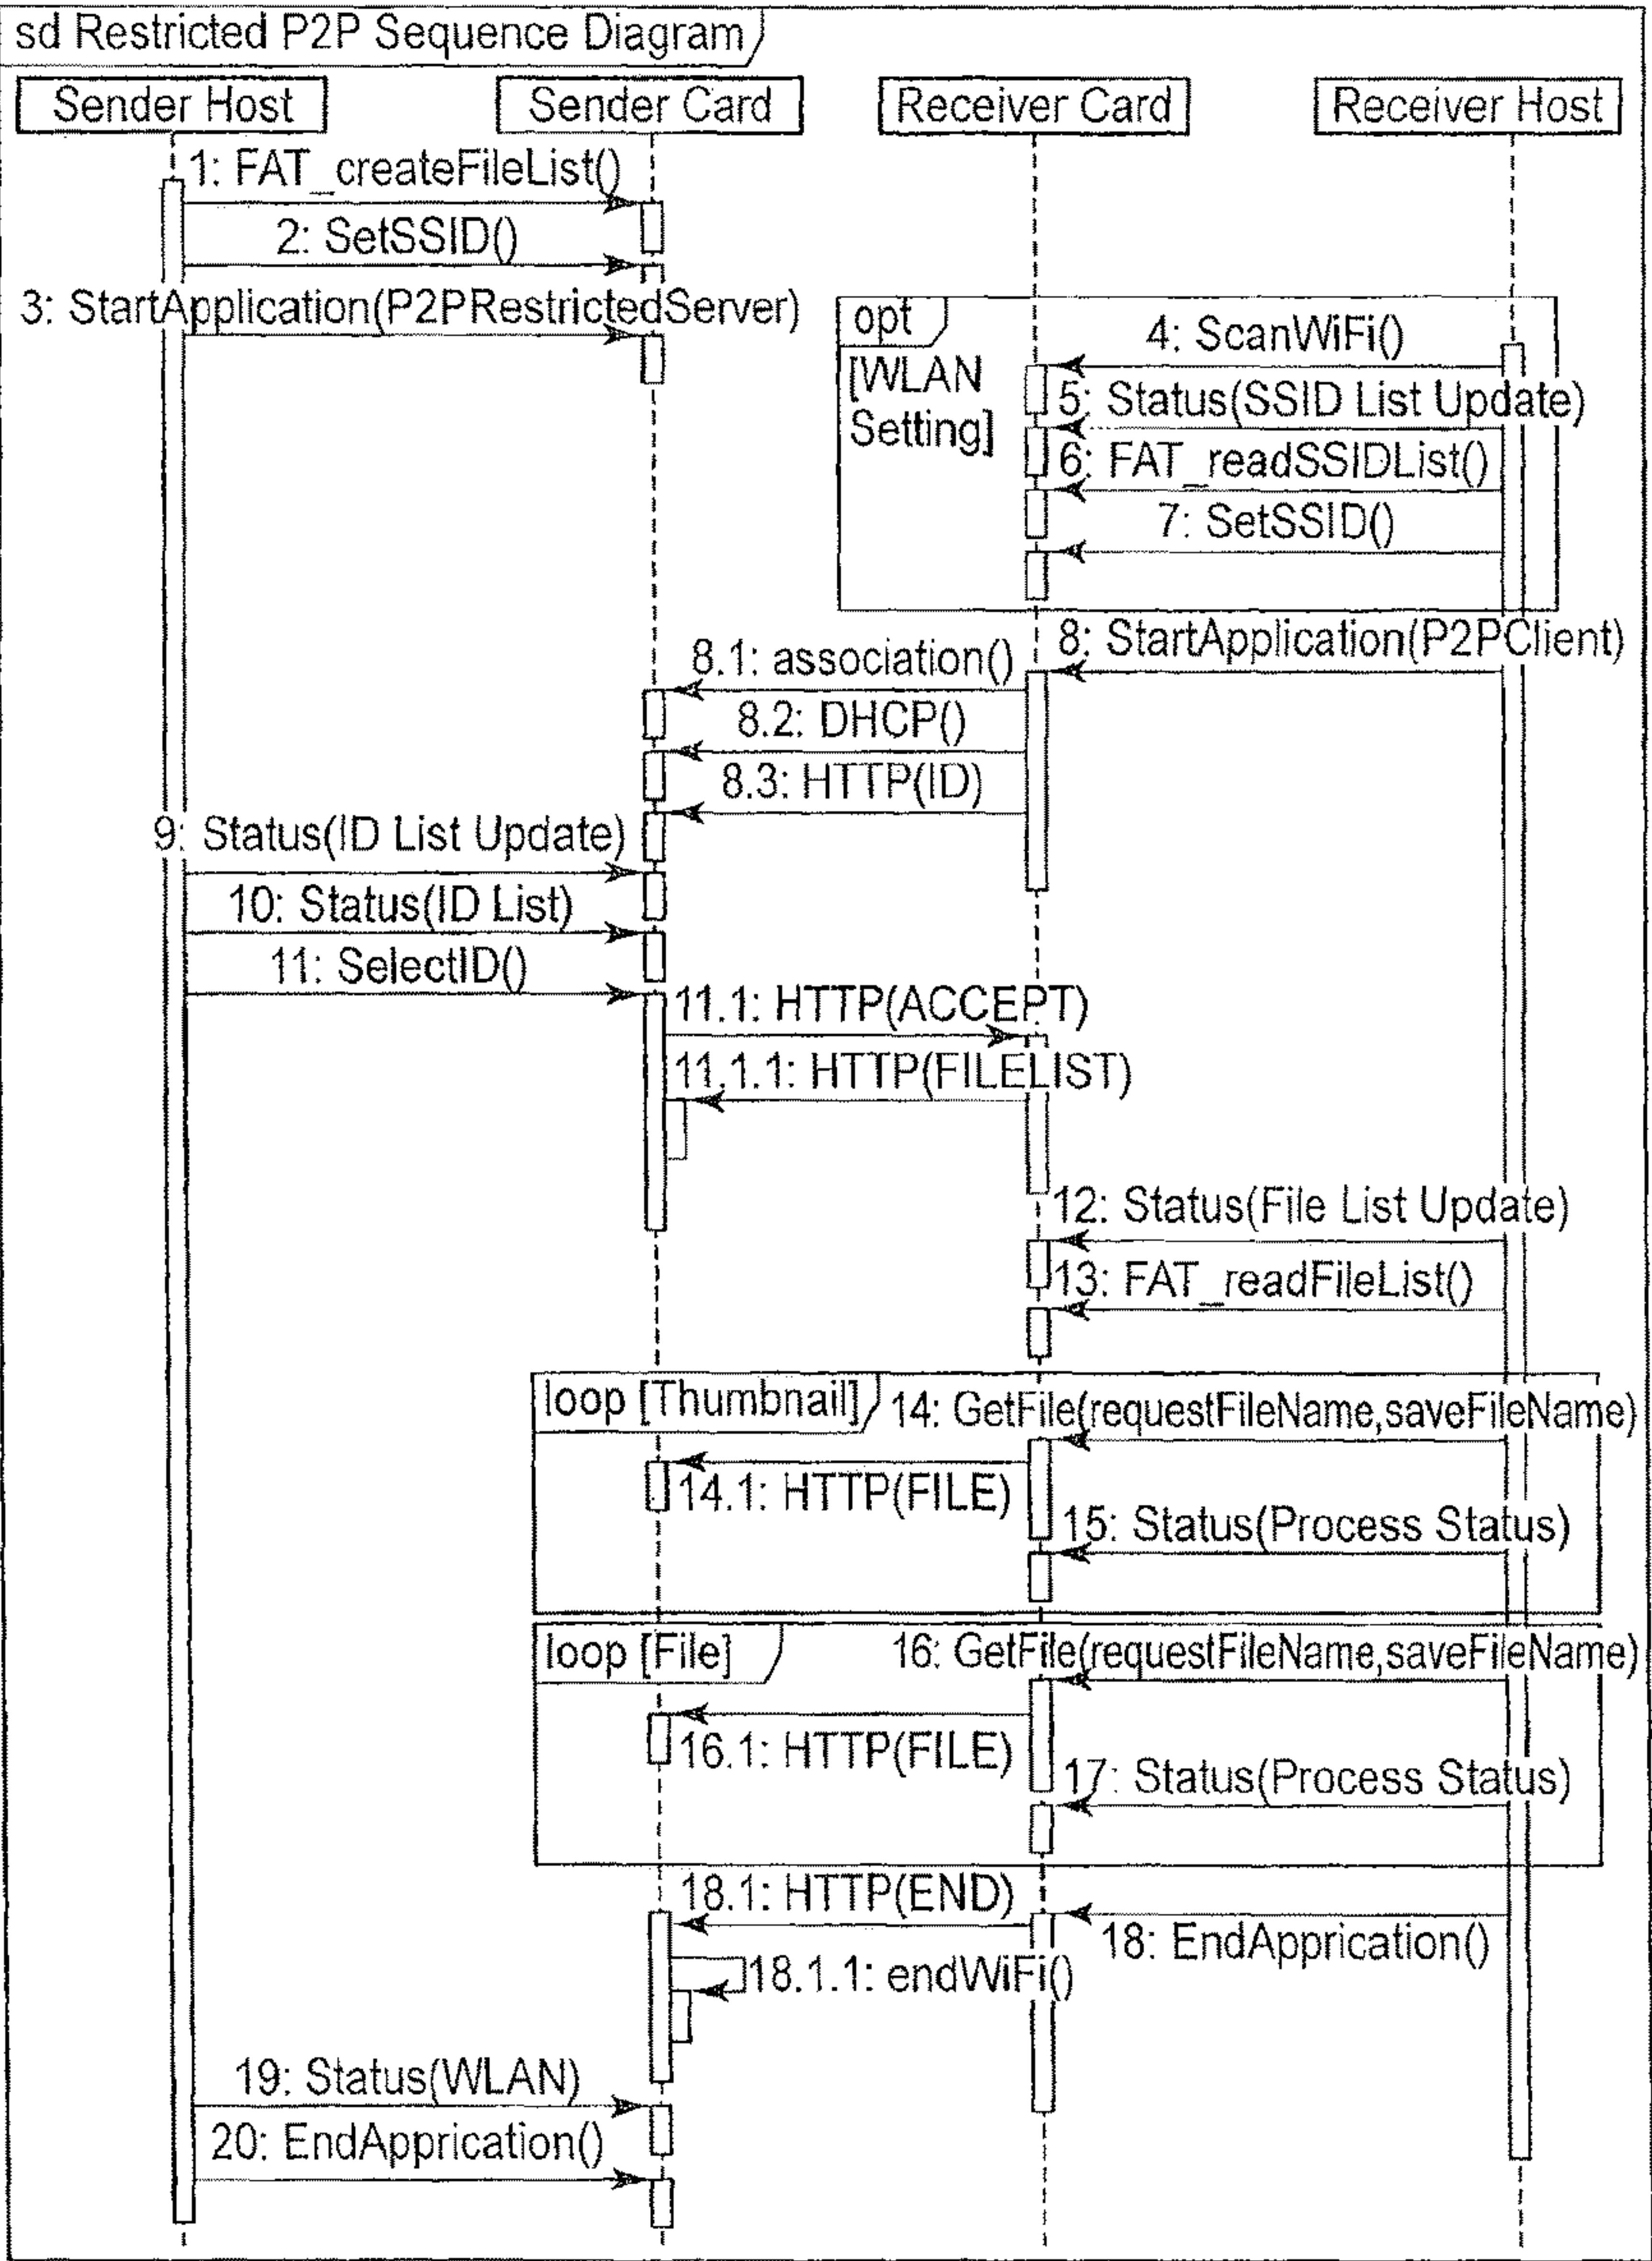 sd Restricted P2P Sequence Diagram
Sender Host
Sender Card
Receiver Card
Receiver Host
1: FAT_createFileList()
2: SetSSID()
3: StartApplication(P2PRestrictedServer)
opt
[WLAN
Setting]
4: ScanWiFi()
5: Status(SSID List Update)
6: FAT_readSSIDList()
7: SetSSID()
8: StartApplication(P2PClient)
8.1: association()
8.2: DHCP()
8.3: HTTP(ID)
9: Status(ID List Update)
10: Status(ID List)
11: SelectID()
11.1: HTTP(ACCEPT)
11.1.1: HTTP(FILELIST)
12: Status(File List Update)
13: FAT_readFileList()
loop [Thumbnail]
14: GetFile(requestFileName,saveFileName)
14.1: HTTP(FILE)
15: Status(Process Status)
loop [File]
16: GetFile(requestFileName,saveFileName)
16.1: HTTP(FILE)
17: Status(Process Status)
18.1: HTTP(END)
18: EndApprication()
18.1.1: endWiFi()
19: Status(WLAN)
20: EndApprication()